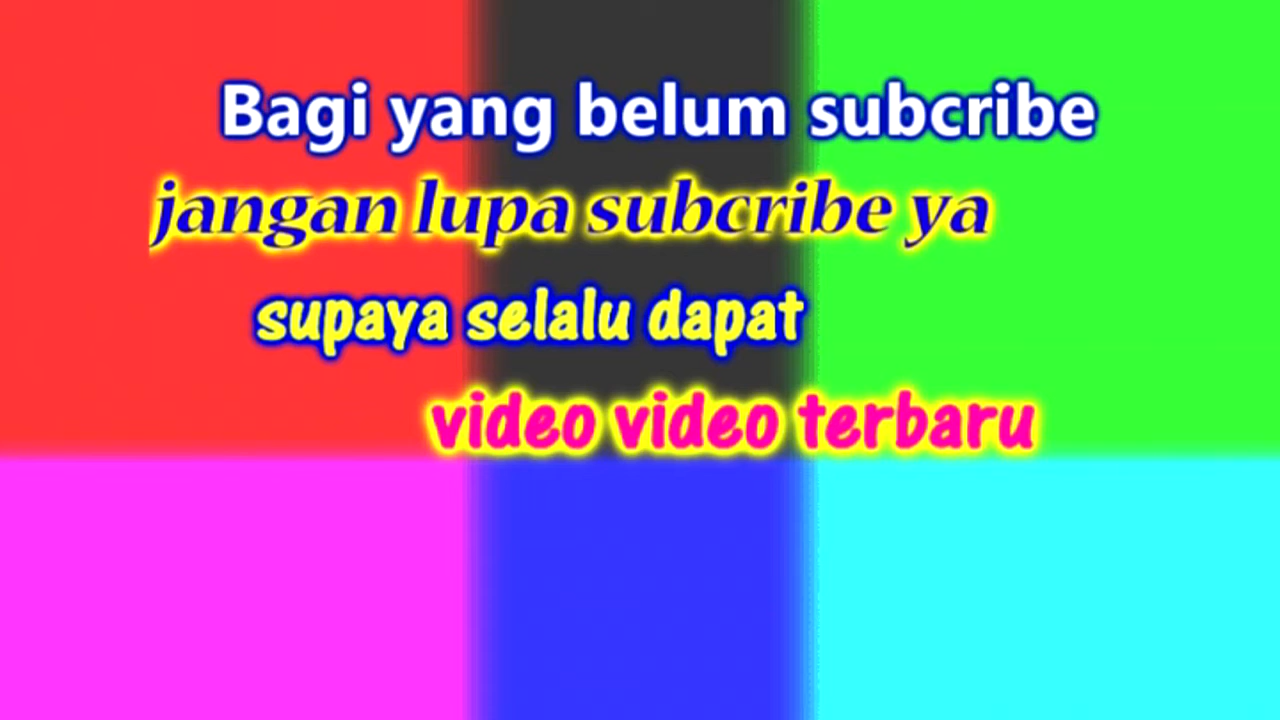 Bagi yang belum subcribe
jangan lupa subcribe ya
supaya selalu dapat
video video terbaru